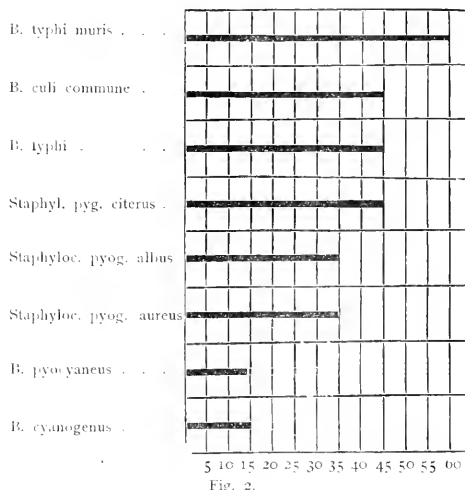 B. typhi muris . . .
B. culi commune .
B. typhi . . .
Staphyl. pyg. citerus .
Staphyloc. pyog. albus
Staphyloc. pyog. aureus
B. pyocyaneus . . .
B. cyanogenus .
5 10 15 20 25 30 35 40 45 50 55 60
Fig. 2.